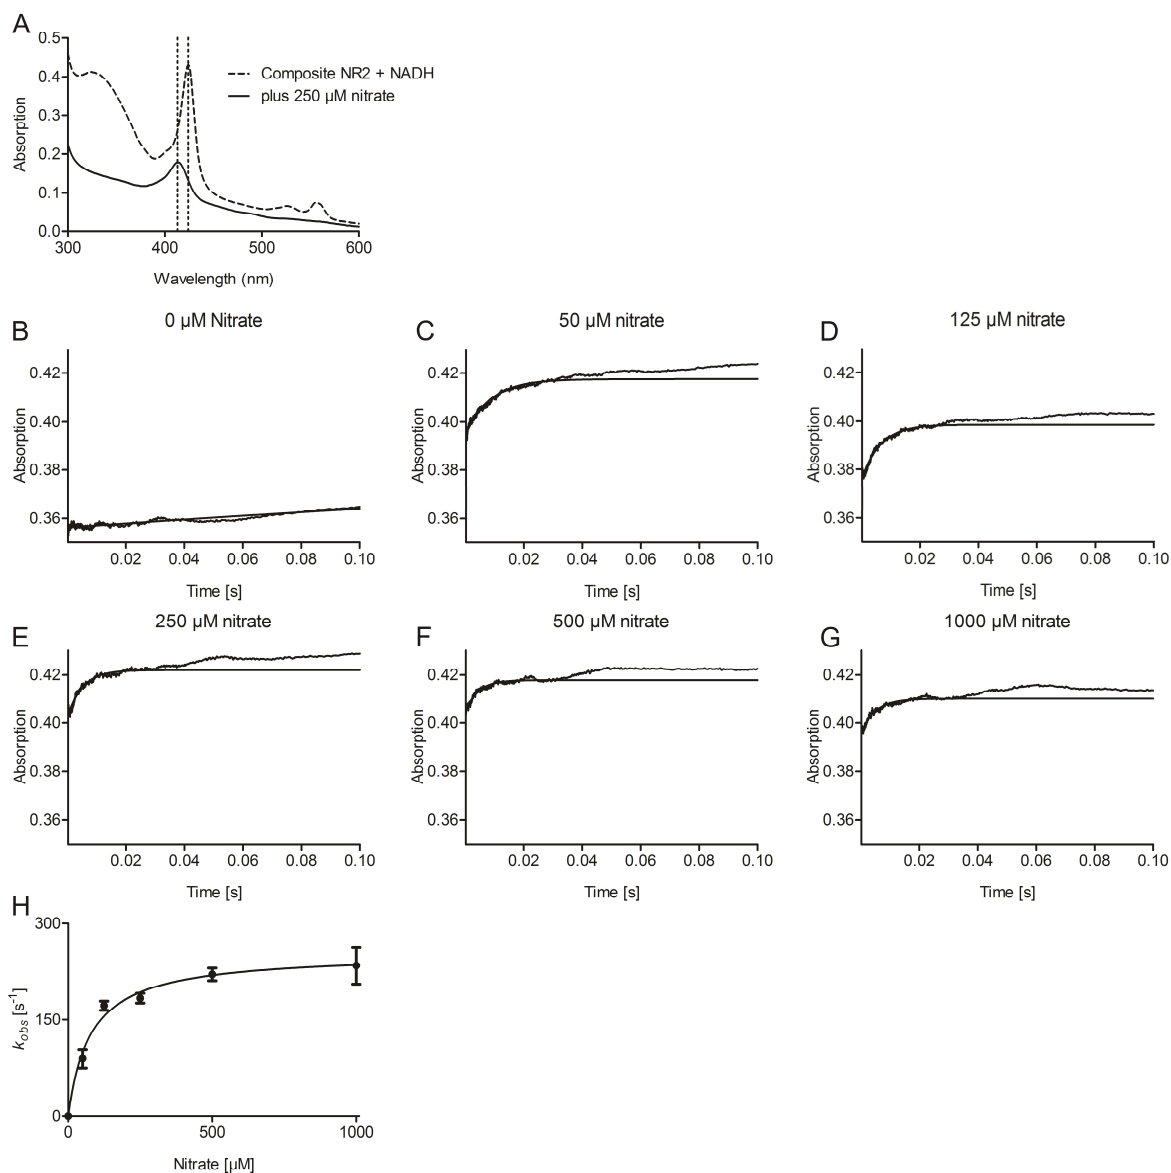 A
0.5
0.4
0.3
0.2
0.1
0.0
Absorption
300
400
500
600
Wavelength (nm)
Composite NR2 + NADH
plus 250 µM nitrate
B
0 µM Nitrate
0.42
0.40
0.38
0.36
Absorption
0.02
0.04
0.06
0.08
0.10
Time [s]
C
50 µM nitrate
0.42
0.40
0.38
0.36
Absorption
0.02
0.04
0.06
0.08
0.10
Time [s]
D
125 µM nitrate
0.42
0.40
0.38
0.36
Absorption
0.02
0.04
0.06
0.08
0.10
Time [s]
E
250 µM nitrate
0.42
0.40
0.38
0.36
Absorption
0.02
0.04
0.06
0.08
0.10
Time [s]
F
500 µM nitrate
0.42
0.40
0.38
0.36
Absorption
0.02
0.04
0.06
0.08
0.10
Time [s]
G
1000 µM nitrate
0.42
0.40
0.38
0.36
Absorption
0.02
0.04
0.06
0.08
0.10
Time [s]
H
300
150
0
k_obs [s⁻¹]
0
500
1000
Nitrate [µM]